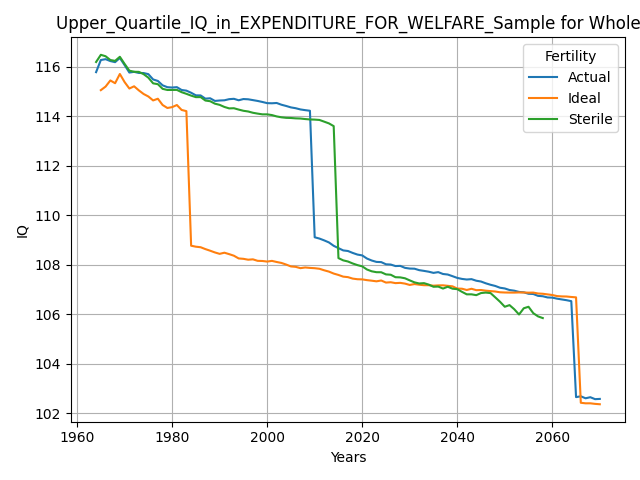 Upper_Quartile_IQ_in_EXPENDITURE_FOR_WELFARE_Sample for Whole
Fertility
Actual
Ideal
Sterile
116
114
112
110
108
106
104
102
IQ
1960
1980
2000
2020
2040
2060
Years